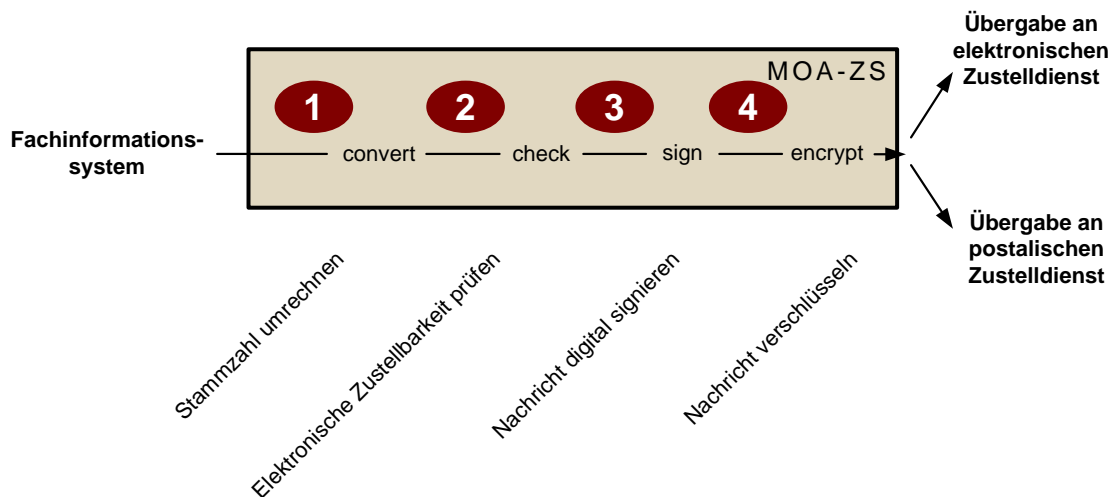 Übergabe an
elektronischen
Zustelldienst
MOA-ZS
1
2
3
4
Fachinformations-
system
convert
check
sign
encrypt
Übergabe an
postalischen
Zustelldienst
Stammzahl umrechnen
Elektronische Zustellbarkeit prüfen
Nachricht digital signieren
Nachricht verschlüsseln